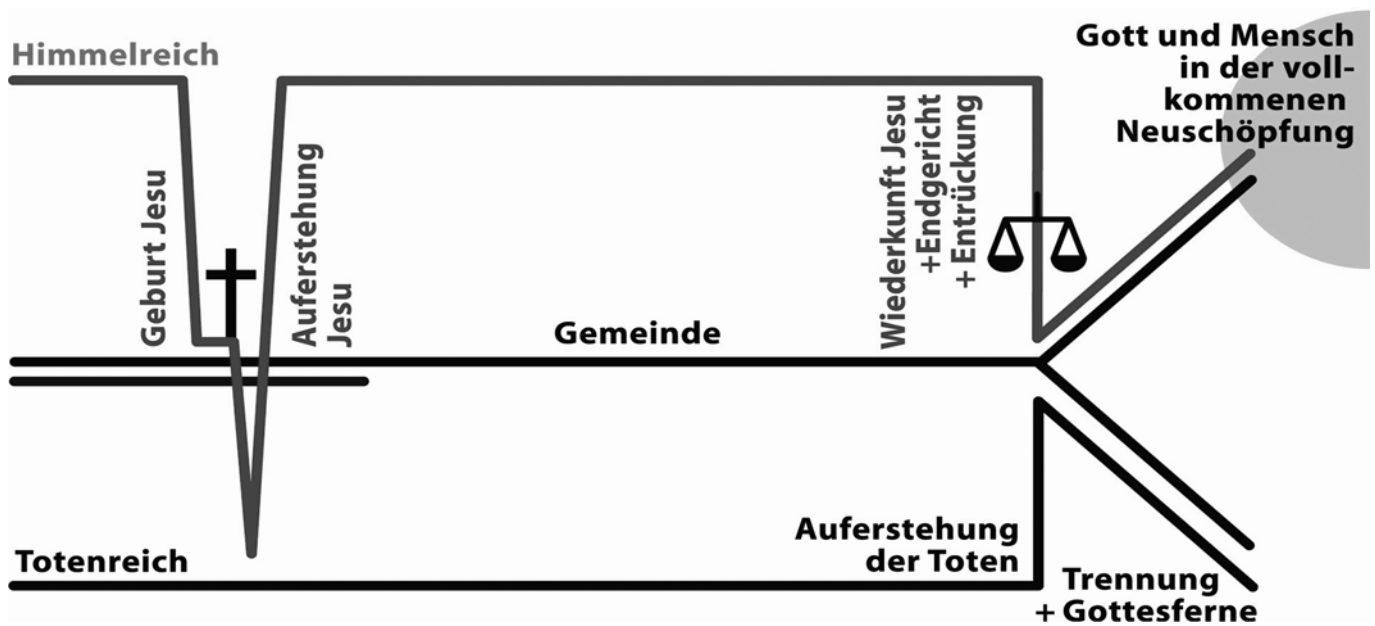 Himmelreich
Geburt Jesu
Auferstehung
Jesu
Gemeinde
Wiederkunft Jesu
+Endgericht
+ Entrückung
Gott und Mensch
in der voll-
kommenen
Neuschöpfung
Totenreich
Auferstehung
der Toten
Trennung
+ Gottesferne